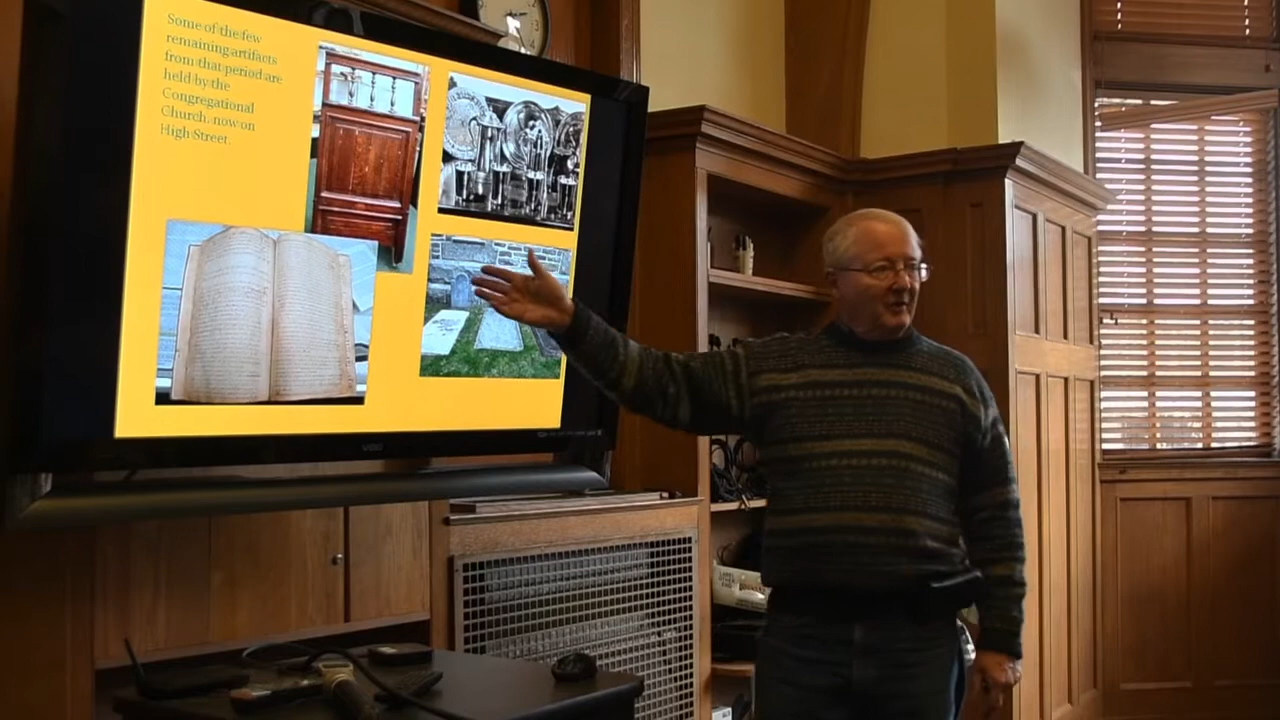 Some of the few
remaining artifacts
from that period are
held by the
Congregational
Church, now on
High Street.
VIZIO